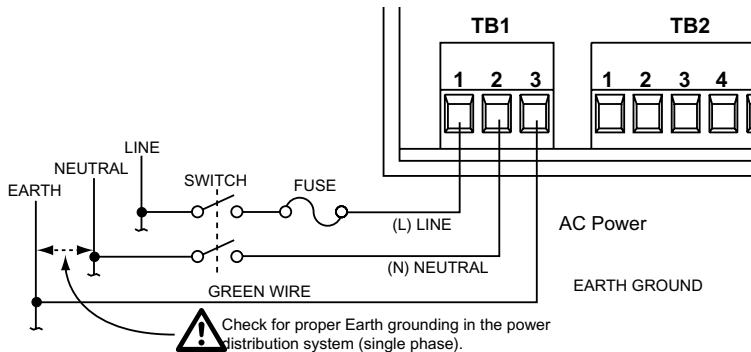 TB1 TB2
1 2 3 1 2 3 4
LINE
NEUTRAL
EARTH
SWITCH
FUSE
(L) LINE
AC Power
(N) NEUTRAL
GREEN WIRE
EARTH GROUND
Check for proper Earth grounding in the power
distribution system (single phase).